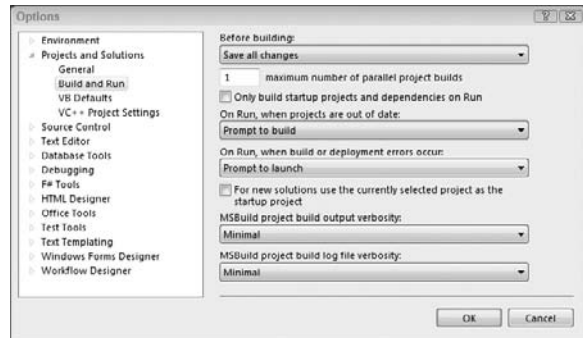 Options
Environment
Projects and Solutions
General
Build and Run
VB Defaults
VC++ Project Settings
Source Control
Text Editor
Database Tools
Debugging
F# Tools
HTML Designer
Office Tools
Test Tools
Text Templating
Windows Forms Designer
Workflow Designer
Before building:
Save all changes
1 maximum number of parallel project builds
Only build startup projects and dependencies on Run
On Run, when projects are out of date:
Prompt to build
On Run, when build or deployment errors occur:
Prompt to launch
For new solutions use the currently selected project as the
startup project
MSBuild project build output verbosity:
Minimal
MSBuild project build log file verbosity:
Minimal
OK
Cancel